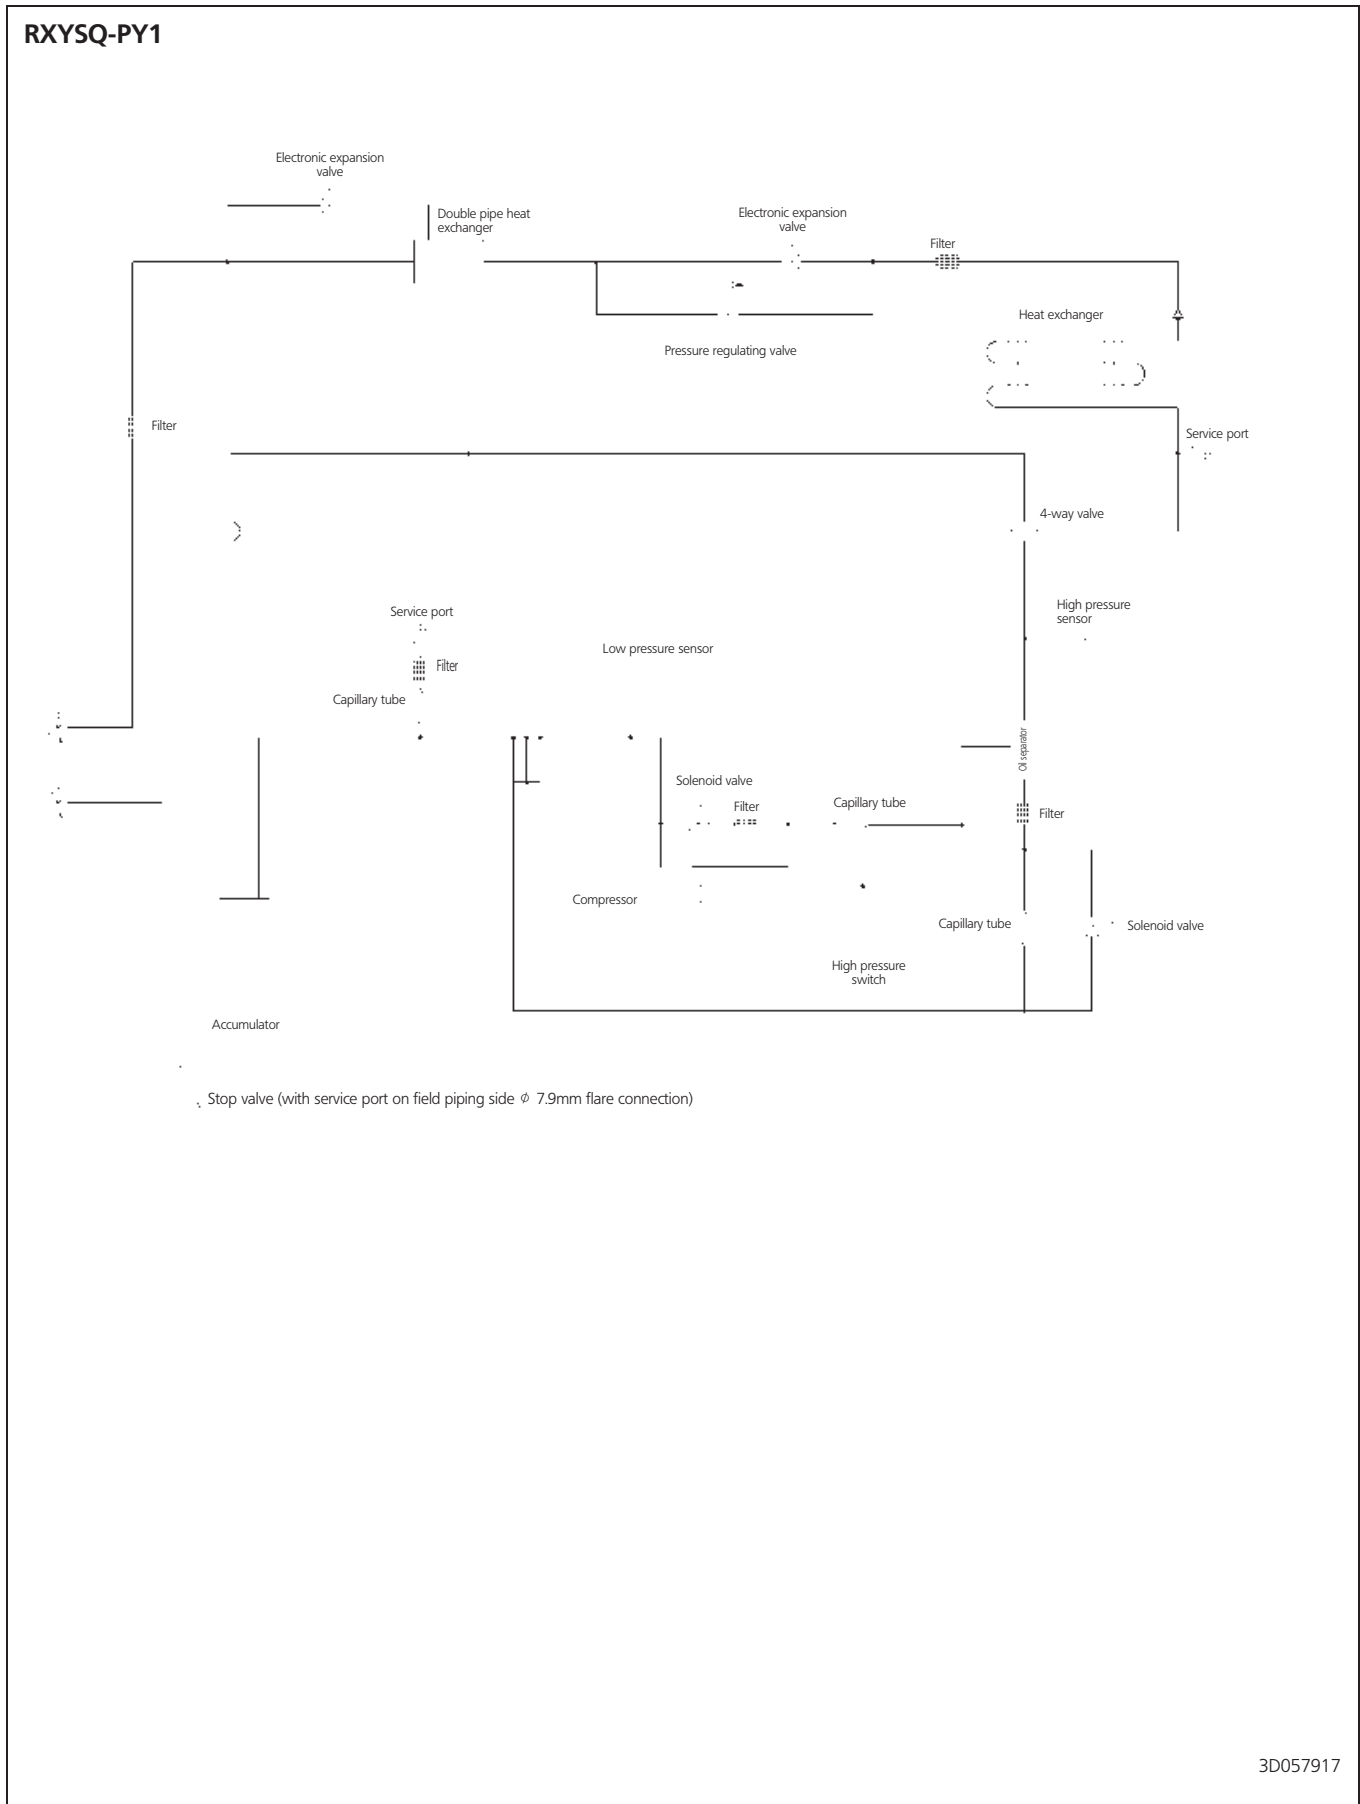 RXYSQ-PY1
Electronic expansion
valve
Double pipe heat
exchanger
Electronic expansion
valve
Filter
Heat exchanger
Pressure regulating valve
Filter
Service port
4-way valve
Service port
High pressure
sensor
Low pressure sensor
Filter
Capillary tube
Oil separator
Solenoid valve
Filter
Capillary tube
Filter
Compressor
Capillary tube
Solenoid valve
High pressure
switch
Accumulator
Stop valve (with service port on field piping side ϕ 7.9mm flare connection)
3D057917